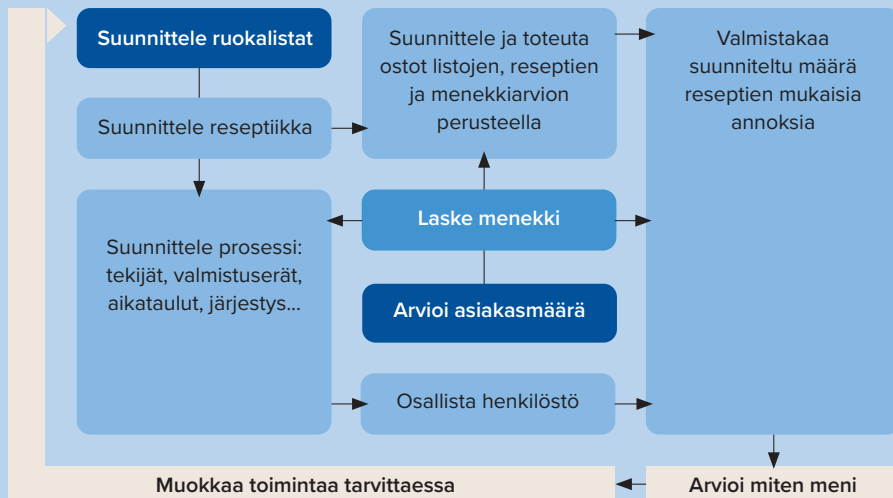 Suunnittele ruokalistat
Suunnittele reseptiikka
Suunnittele ja toteuta
ostot listojen, reseptien
ja menekkiarvion
perusteella
Valmistakaa
suunniteltu määrä
reseptien mukaisia
annoksia
Suunnittele prosessi:
tekijät, valmistuserät,
aikataulut, järjestys...
Laske menekki
Arvioi asiakasmäärä
Osallista henkilöstö
Muokkaa toimintaa tarvittaessa
Arvioi miten meni